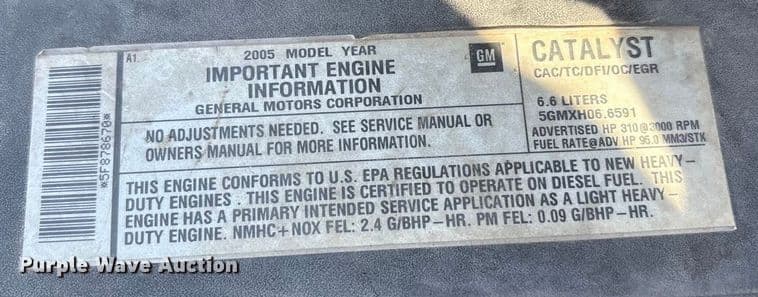 A1
2005 MODEL YEAR
IMPORTANT ENGINE
INFORMATION
GENERAL MOTORS CORPORATION
GM
CATALYST
CAC/TC/DFI/OC/EGR
NO ADJUSTMENTS NEEDED. SEE SERVICE MANUAL OR
OWNERS MANUAL FOR MORE INFORMATION.
6.6 LITERS
5GMXH06.6591
ADVERTISED HP 310@3000 RPM
FUEL RATE@ADV HP 95.0 MM3/STK
THIS ENGINE CONFORMS TO U.S. EPA REGULATIONS APPLICABLE TO NEW HEAVY-
DUTY ENGINES . THIS ENGINE IS CERTIFIED TO OPERATE ON DIESEL FUEL. THIS
ENGINE HAS A PRIMARY INTENDED SERVICE APPLICATION AS A LIGHT HEAVY-
DUTY ENGINE. NMHC+NOX FEL: 2.4 G/BHP-HR. PM FEL: 0.09 G/BHP-HR.
*5F878670*
Purple Wave Auction